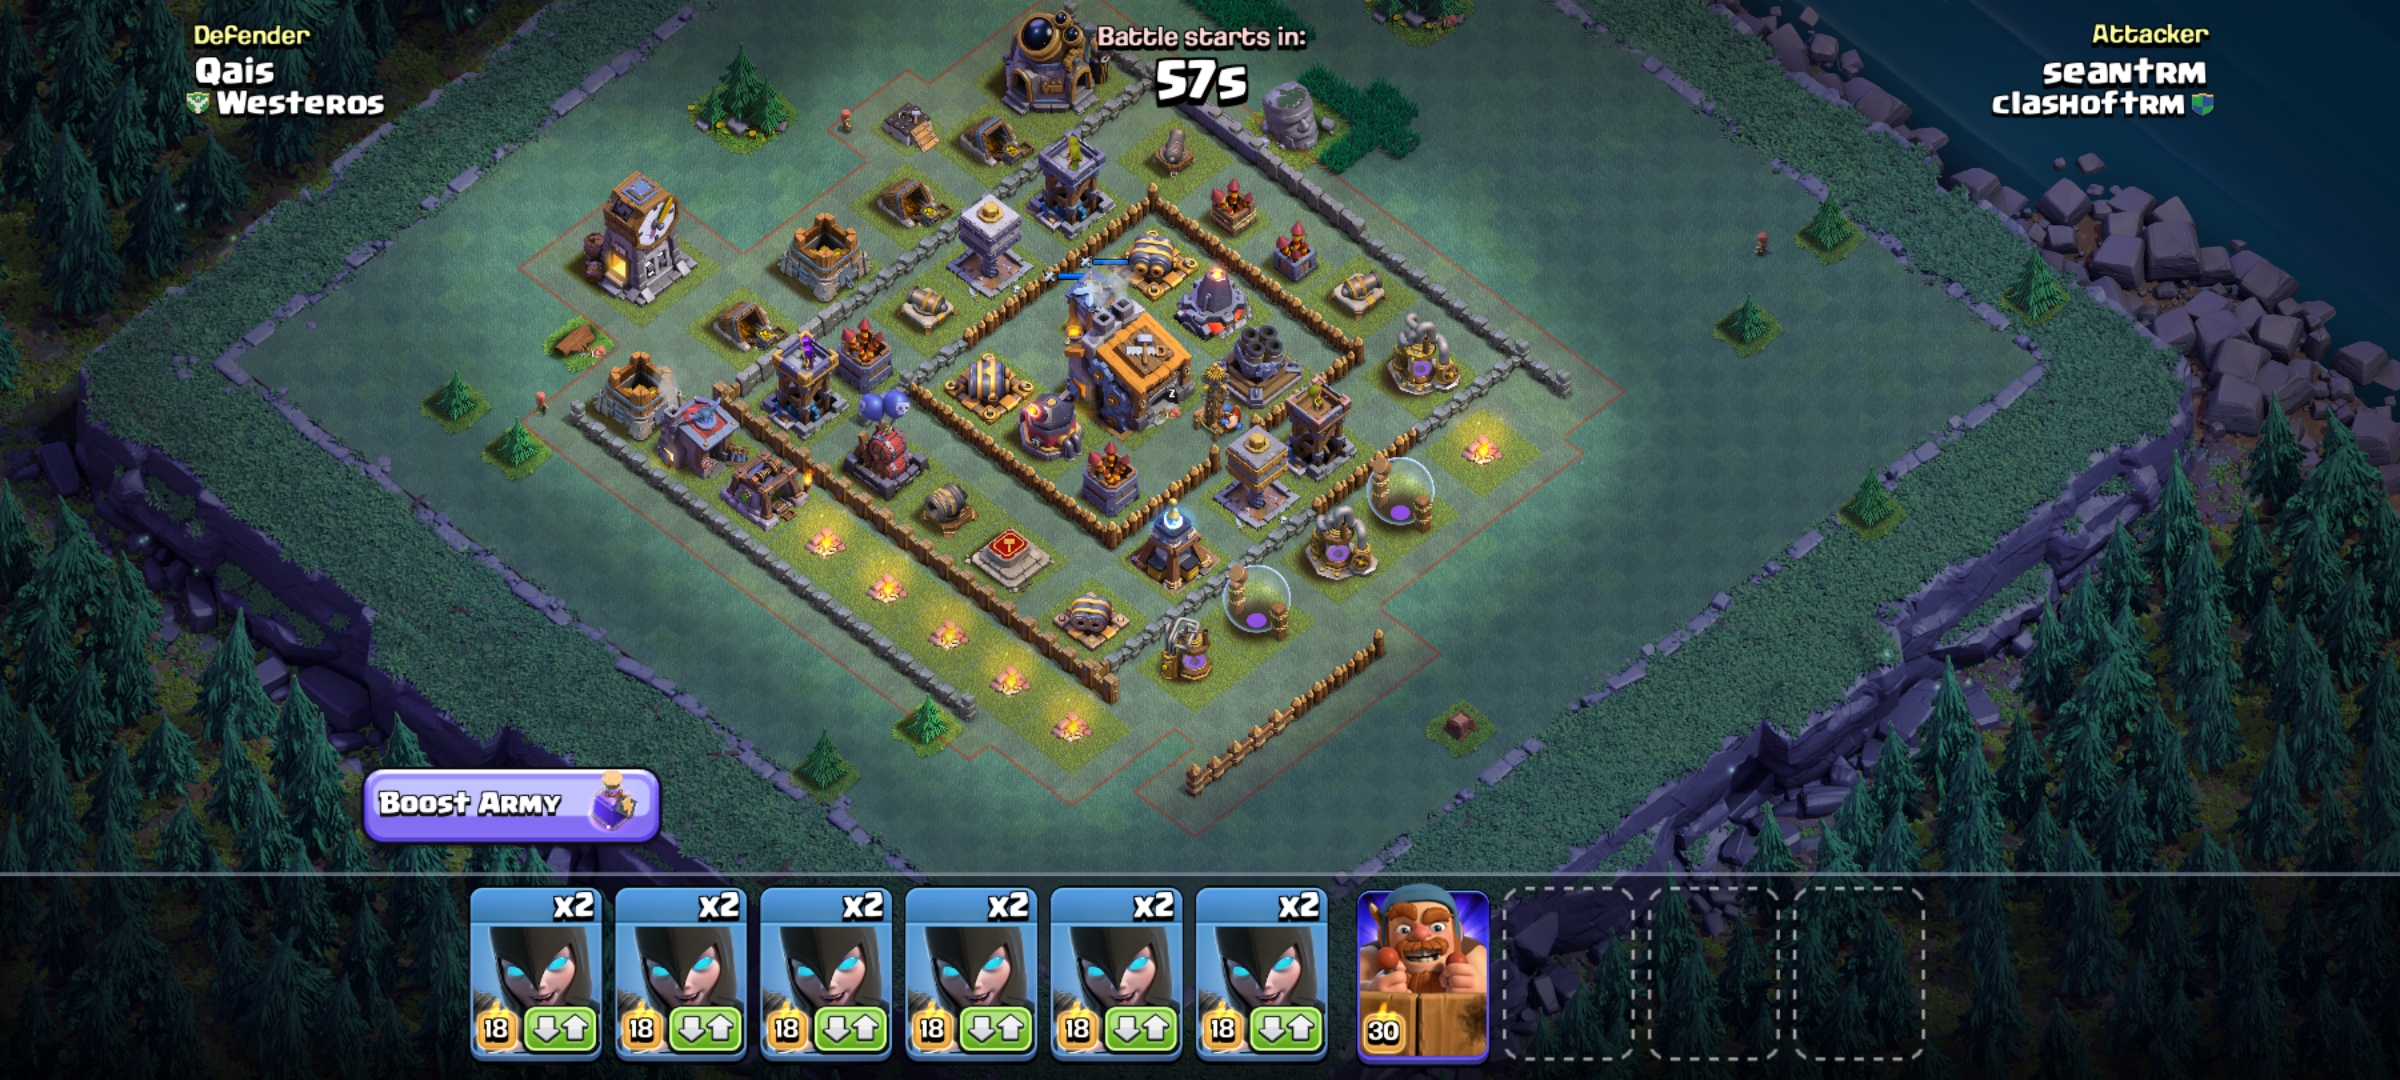 Defender
Qais
Westeros
Battle starts in:
57s
Attacker
seantRM
clashoftRM
z
Boost Army
x2
x2
x2
x2
x2
x2
18
18
18
18
18
18
30